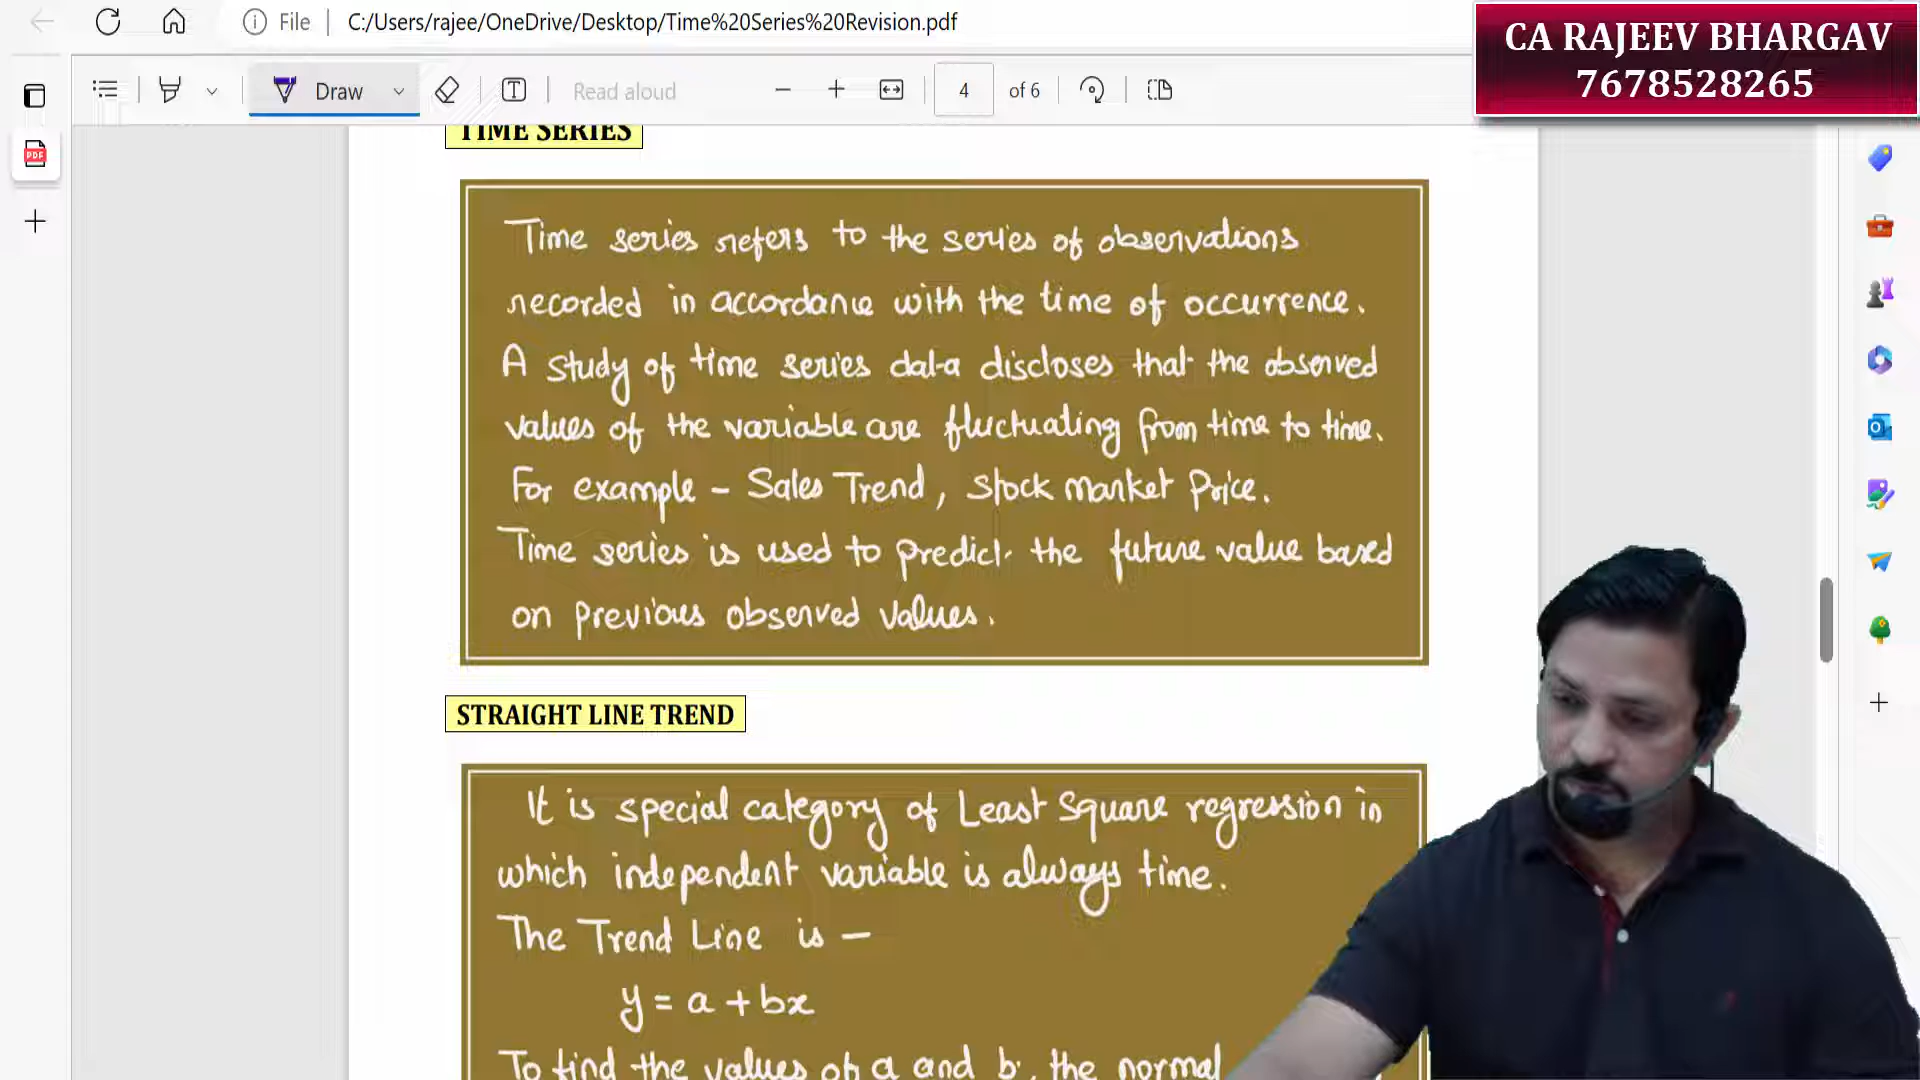 File
C:/Users/rajee/OneDrive/Desktop/Time%20Series%20Revision.pdf
CA RAJEEV BHARGAV
7678528265
Draw
Read aloud
4 of 6
PDF
TIME SERIES
Time series refers to the series of observations
recorded in accordance with the time of occurrence.
A study of time series data discloses that the observed
values of the variable are fluctuating from time to time.
For example - Sales Trend, Stock Market Price.
Time series is used to predict the future value based
on previous observed values.
STRAIGHT LINE TREND
It is special category of Least Square regression in
which independent variable is always time.
The Trend Line is –
y = a + bx
To find the values of a and b, the normal